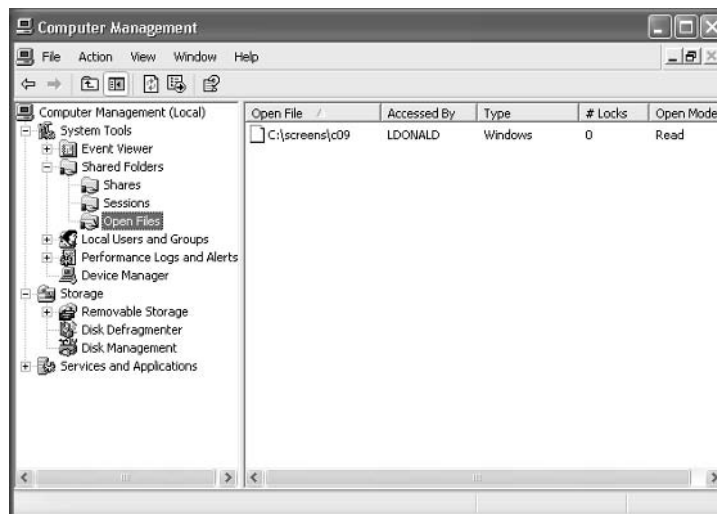 Computer Management
File Action View Window Help
Computer Management (Local)
System Tools
Event Viewer
Shared Folders
Shares
Sessions
Open Files
Local Users and Groups
Performance Logs and Alerts
Device Manager
Storage
Removable Storage
Disk Defragmenter
Disk Management
Services and Applications
Open File Accessed By Type # Locks Open Mode
C:\screens\c09 LDONALD Windows 0 Read